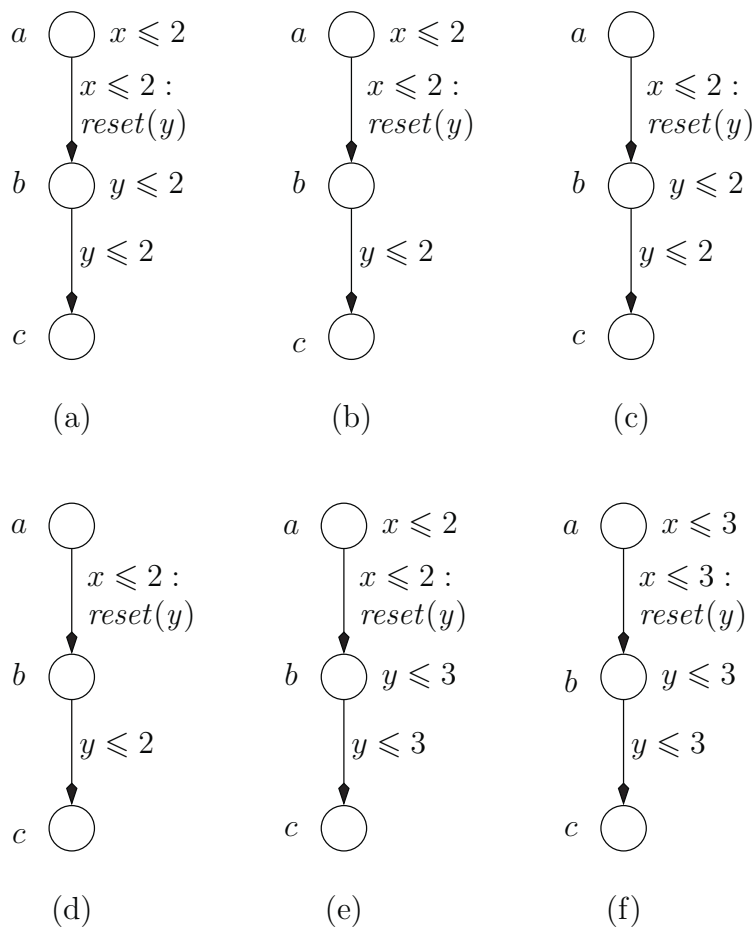 a x ⩽ 2 a x ⩽ 2 a
x ⩽ 2 : x ⩽ 2 : x ⩽ 2 :
reset(y) reset(y) reset(y)
b y ⩽ 2 b b y ⩽ 2
y ⩽ 2 y ⩽ 2 y ⩽ 2
c c c
(a) (b) (c)
a a x ⩽ 2 a x ⩽ 3
x ⩽ 2 : x ⩽ 2 : x ⩽ 3 :
reset(y) reset(y) reset(y)
b b y ⩽ 3 b y ⩽ 3
y ⩽ 2 y ⩽ 3 y ⩽ 3
c c c
(d) (e) (f)